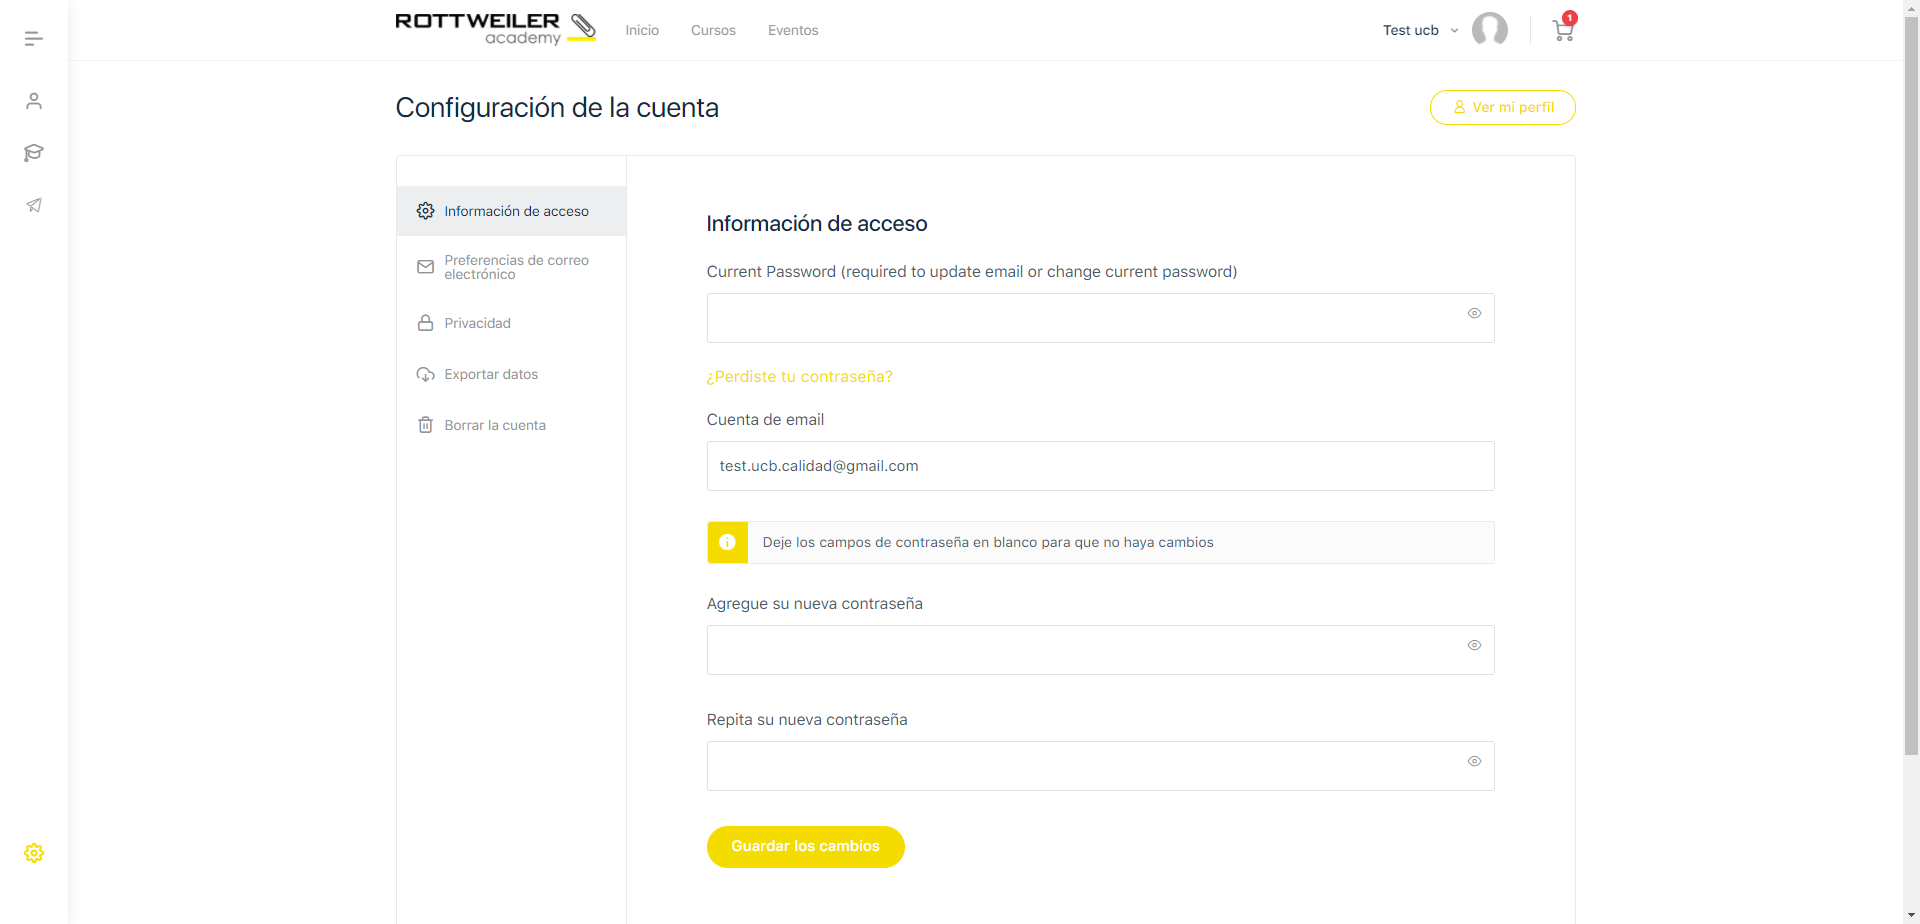 ROTTWEILER
academy
Inicio
Cursos
Eventos
Test ucb
1
Configuración de la cuenta
Ver mi perfil
Información de acceso
Preferencias de correo
electrónico
Privacidad
Exportar datos
Borrar la cuenta
Información de acceso
Current Password (required to update email or change current password)
¿Perdiste tu contraseña?
Cuenta de email
test.ucb.calidad@gmail.com
Deje los campos de contraseña en blanco para que no haya cambios
Agregue su nueva contraseña
Repita su nueva contraseña
Guardar los cambios